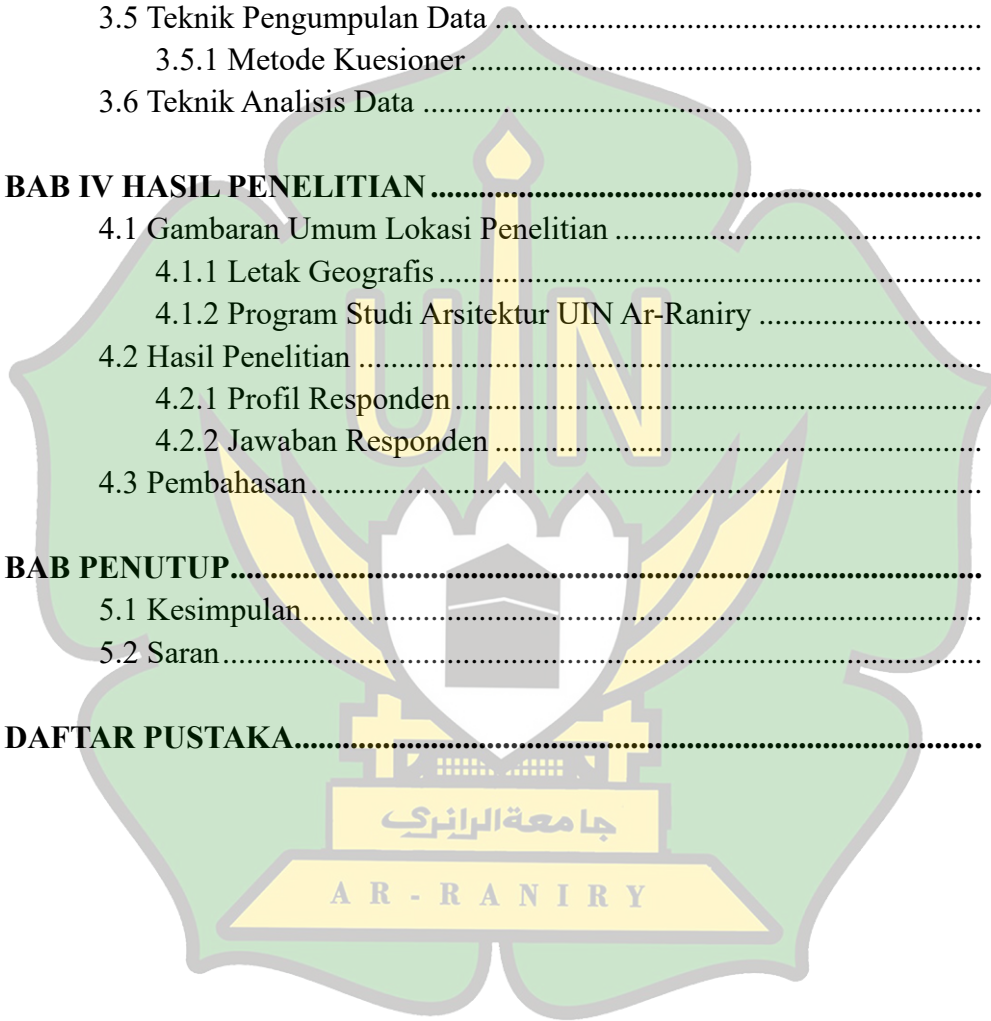 3.5 Teknik Pengumpulan Data ................................................................
3.5.1 Metode Kuesioner ................................................................
3.6 Teknik Analisis Data ................................................................
BAB IV HASIL PENELITIAN ................................................................
4.1 Gambaran Umum Lokasi Penelitian ................................................
4.1.1 Letak Geografis ................................................................
4.1.2 Program Studi Arsitektur UIN Ar-Raniry ............................
4.2 Hasil Penelitian ................................................................
4.2.1 Profil Responden ................................................................
4.2.2 Jawaban Responden ................................................................
4.3 Pembahasan ................................................................
BAB PENUTUP ................................................................
5.1 Kesimpulan ................................................................
5.2 Saran ................................................................
DAFTAR PUSTAKA ................................................................
UIN
جامعةالرانري
AR-RANIRY